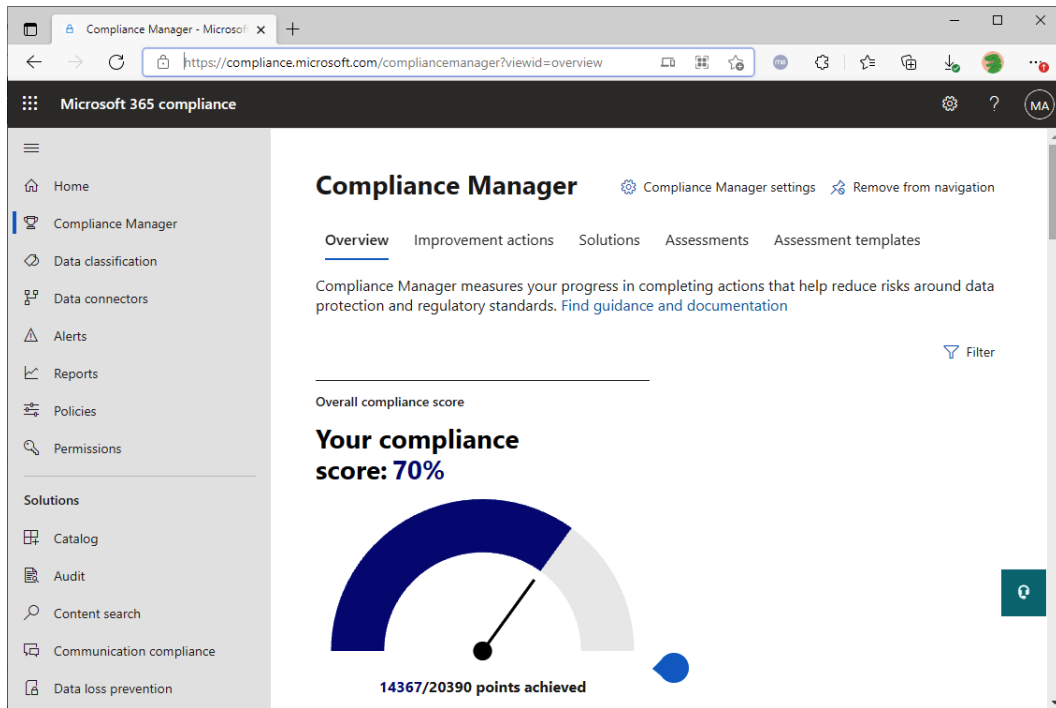 Compliance Manager - Microsof
https://compliance.microsoft.com/compliancemanager?viewid=overview
me
Microsoft 365 compliance
?
MA
Home
Compliance Manager
Data classification
Data connectors
Alerts
Reports
Policies
Permissions
Solutions
Catalog
Audit
Content search
Communication compliance
Data loss prevention
Compliance Manager
Compliance Manager settings
Remove from navigation
Overview Improvement actions Solutions Assessments Assessment templates
Compliance Manager measures your progress in completing actions that help reduce risks around data
protection and regulatory standards. Find guidance and documentation
Filter
Overall compliance score
Your compliance
score: 70%
14367/20390 points achieved